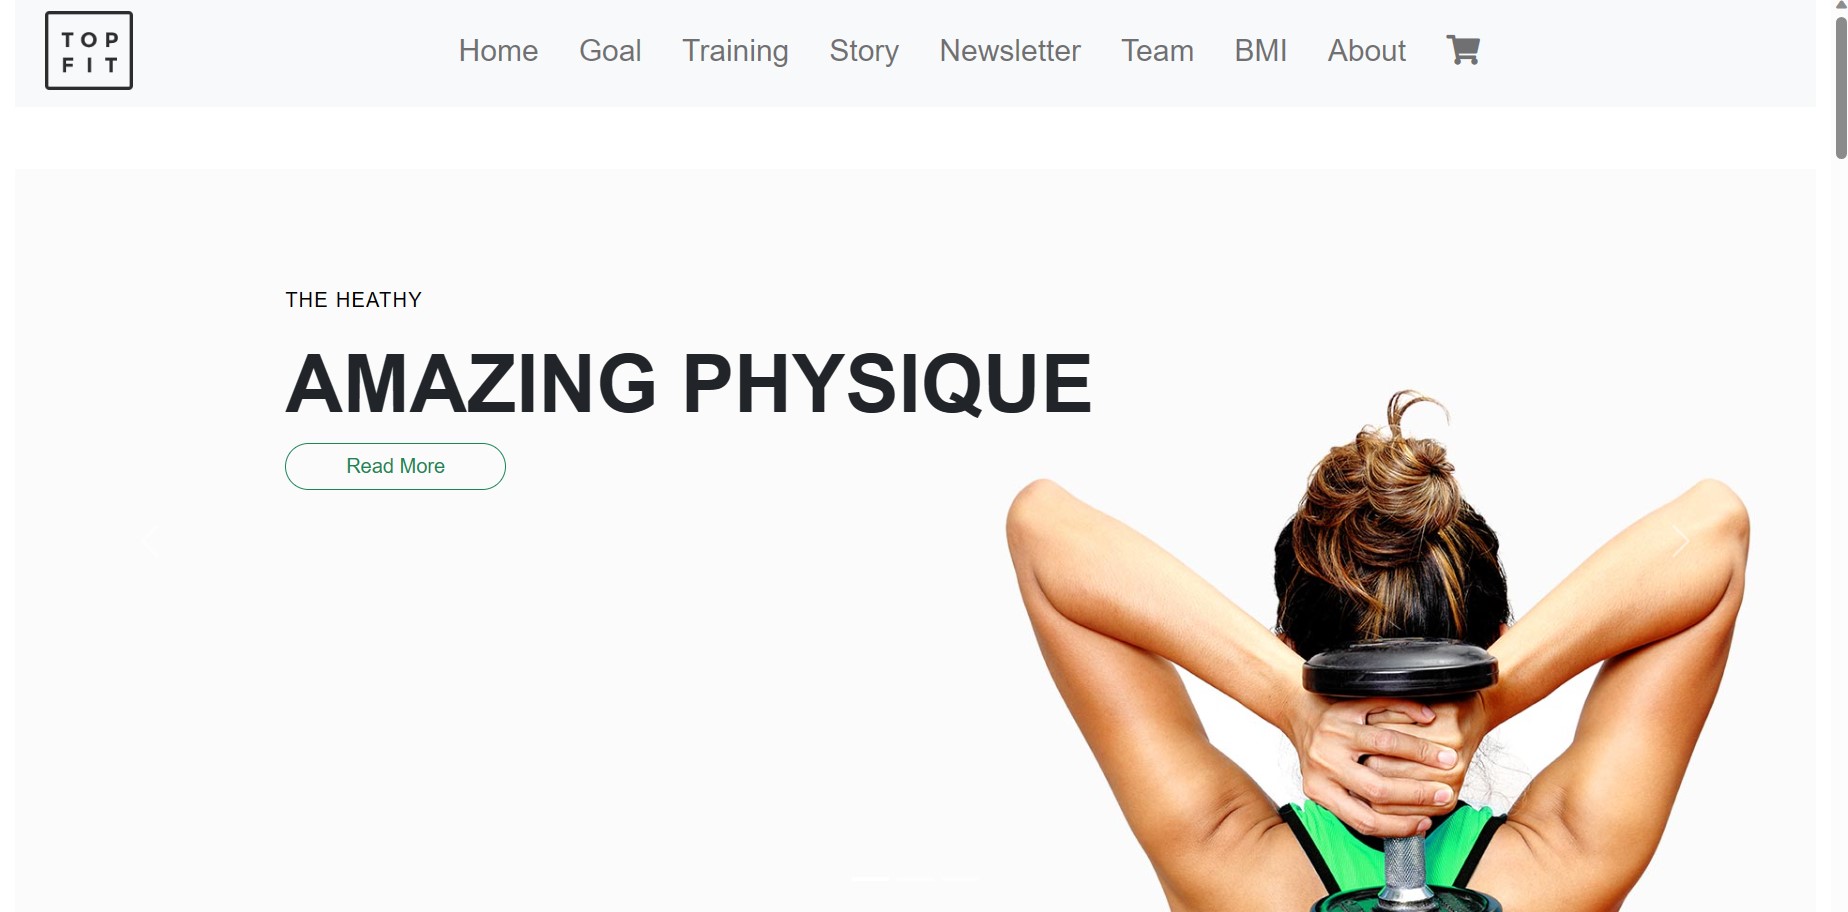 TOP
FIT
Home Goal Training Story Newsletter Team BMI About
THE HEATHY
AMAZING PHYSIQUE
Read More